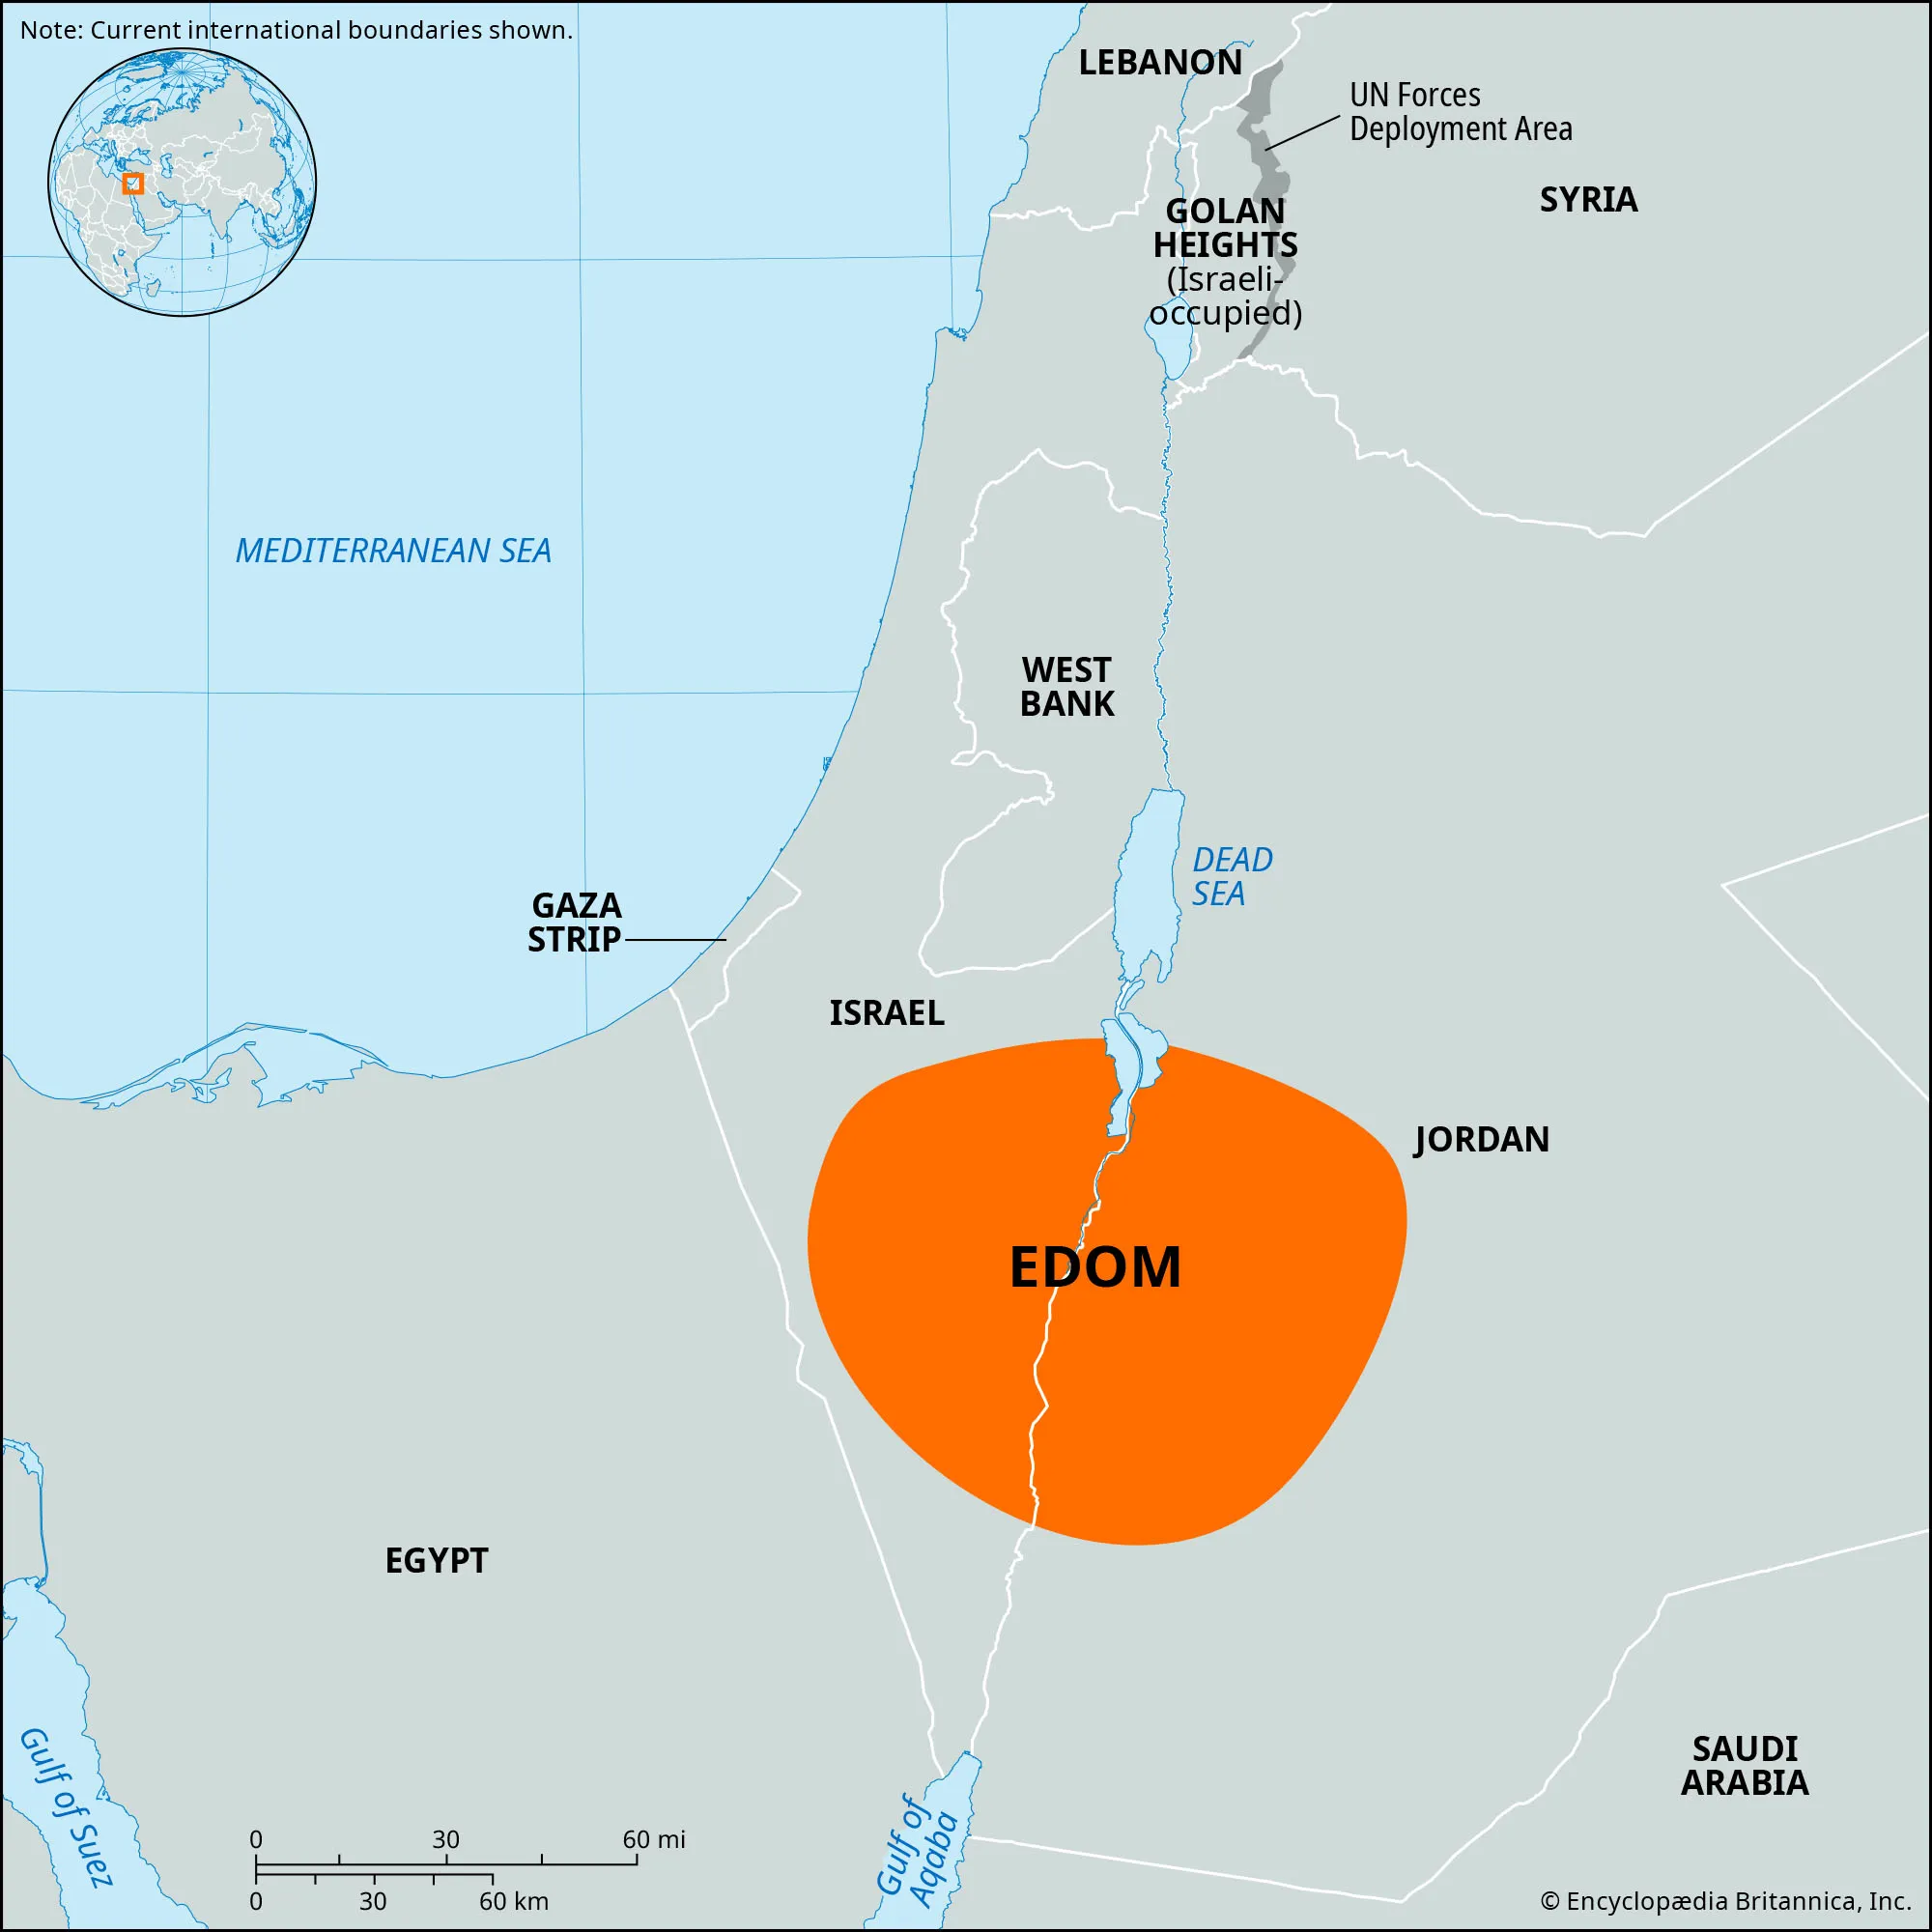 Note: Current international boundaries shown.
LEBANON
UN Forces
Deployment Area
SYRIA
GOLAN
HEIGHTS
(Israeli-
occupied)
MEDITERRANEAN SEA
WEST
BANK
DEAD
SEA
GAZA
STRIP
ISRAEL
JORDAN
EDOM
EGYPT
SAUDI
ARABIA
Gulf of Suez
Gulf of
Aqaba
0 30 60 mi
0 30 60 km
© Encyclopædia Britannica, Inc.